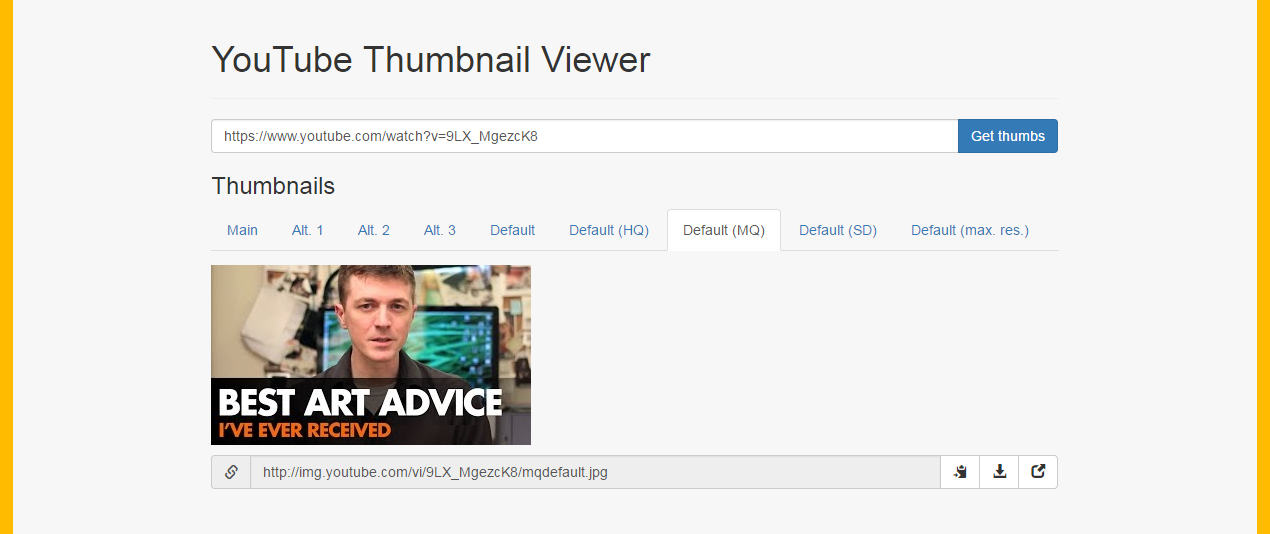 YouTube Thumbnail Viewer
https://www.youtube.com/watch?v=9LX_MgezcK8 Get thumbs
Thumbnails
Main Alt. 1 Alt. 2 Alt. 3 Default Default (HQ) Default (MQ) Default (SD) Default (max. res.)
BEST ART ADVICE
I'VE EVER RECEIVED
http://img.youtube.com/vi/9LX_MgezcK8/mqdefault.jpg